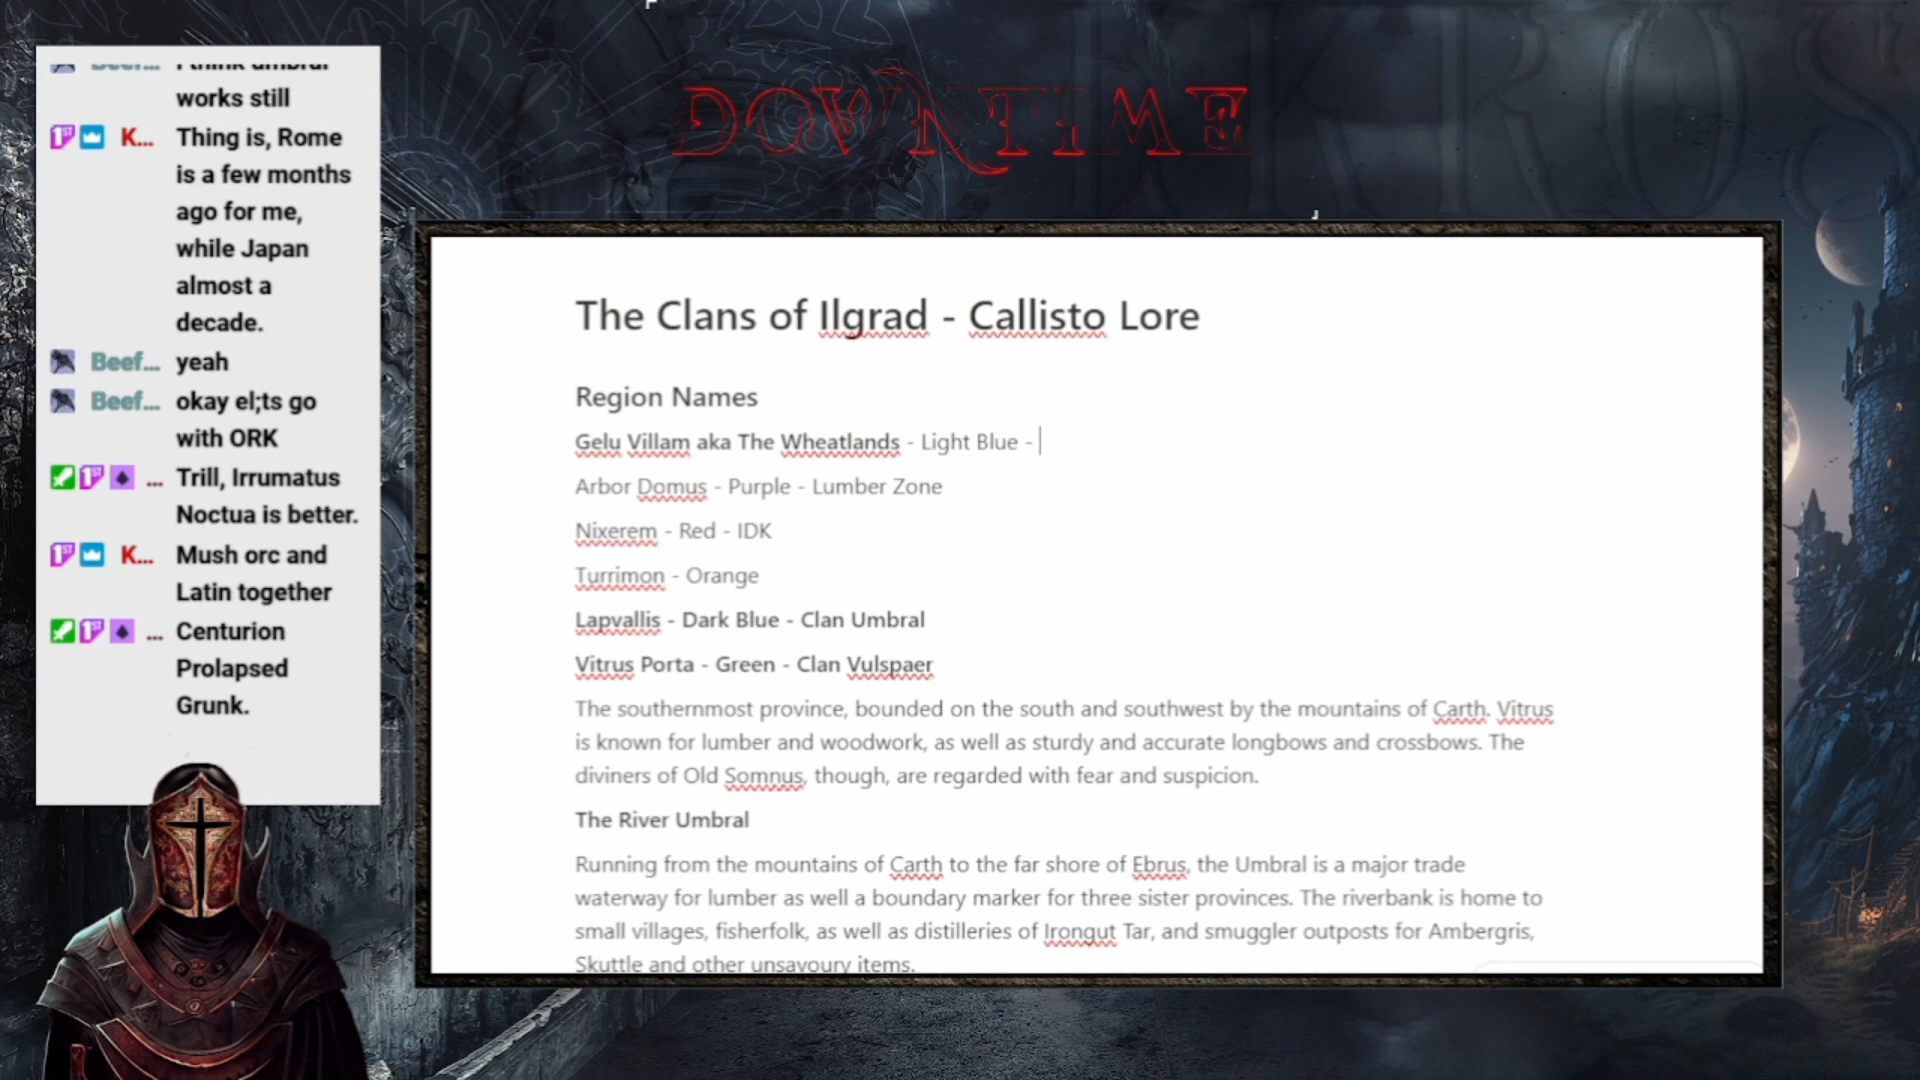 DOWNTIME
Beef... I think umbral
works still
K... Thing is, Rome
is a few months
ago for me,
while Japan
almost a
decade.
Beef... yeah
Beef... okay el;ts go
with ORK
... Trill, Irrumatus
Noctua is better.
K... Mush orc and
Latin together
... Centurion
Prolapsed
Grunk.
The Clans of Ilgrad - Callisto Lore
Region Names
Gelu Villam aka The Wheatlands - Light Blue -
Arbor Domus - Purple - Lumber Zone
Nixerem - Red - IDK
Turrimon - Orange
Lapvallis - Dark Blue - Clan Umbral
Vitrus Porta - Green - Clan Vulspaer
The southernmost province, bounded on the south and southwest by the mountains of Carth. Vitrus
is known for lumber and woodwork, as well as sturdy and accurate longbows and crossbows. The
diviners of Old Somnus, though, are regarded with fear and suspicion.
The River Umbral
Running from the mountains of Carth to the far shore of Ebrus, the Umbral is a major trade
waterway for lumber as well a boundary marker for three sister provinces. The riverbank is home to
small villages, fisherfolk, as well as distilleries of Irongut Tar, and smuggler outposts for Ambergris,
Skuttle and other unsavoury items.